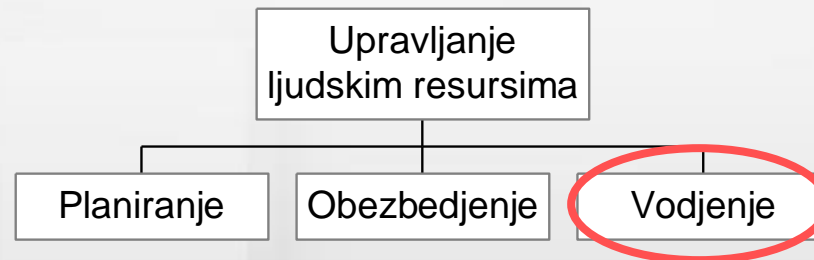 Upravljanje
ljudskim resursima
Planiranje
Obezbedjenje
Vodjenje